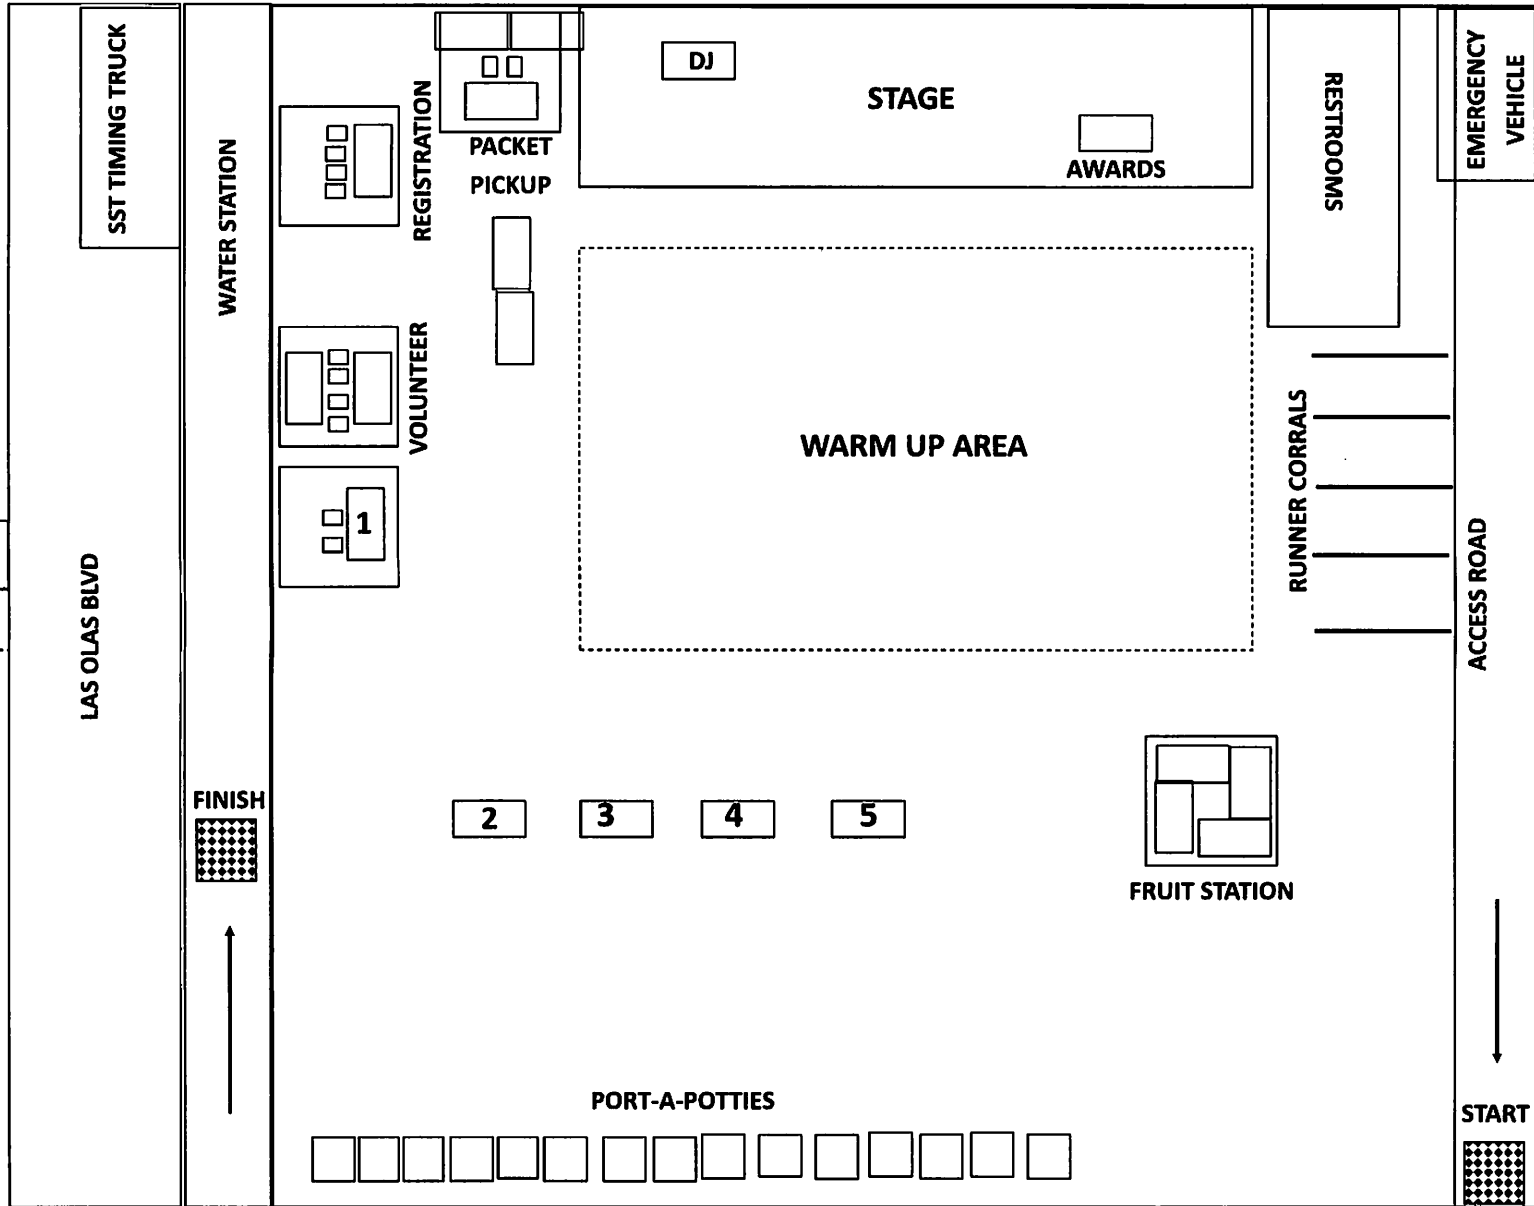 SST TIMING TRUCK
WATER STATION
REGISTRATION
PACKET
PICKUP
DJ
STAGE
AWARDS
RESTROOMS
EMERGENCY
VEHICLE
VOLUNTEER
1
WARM UP AREA
RUNNER CORRALS
ACCESS ROAD
LAS OLAS BLVD
FINISH
2
3
4
5
FRUIT STATION
PORT-A-POTTIES
START